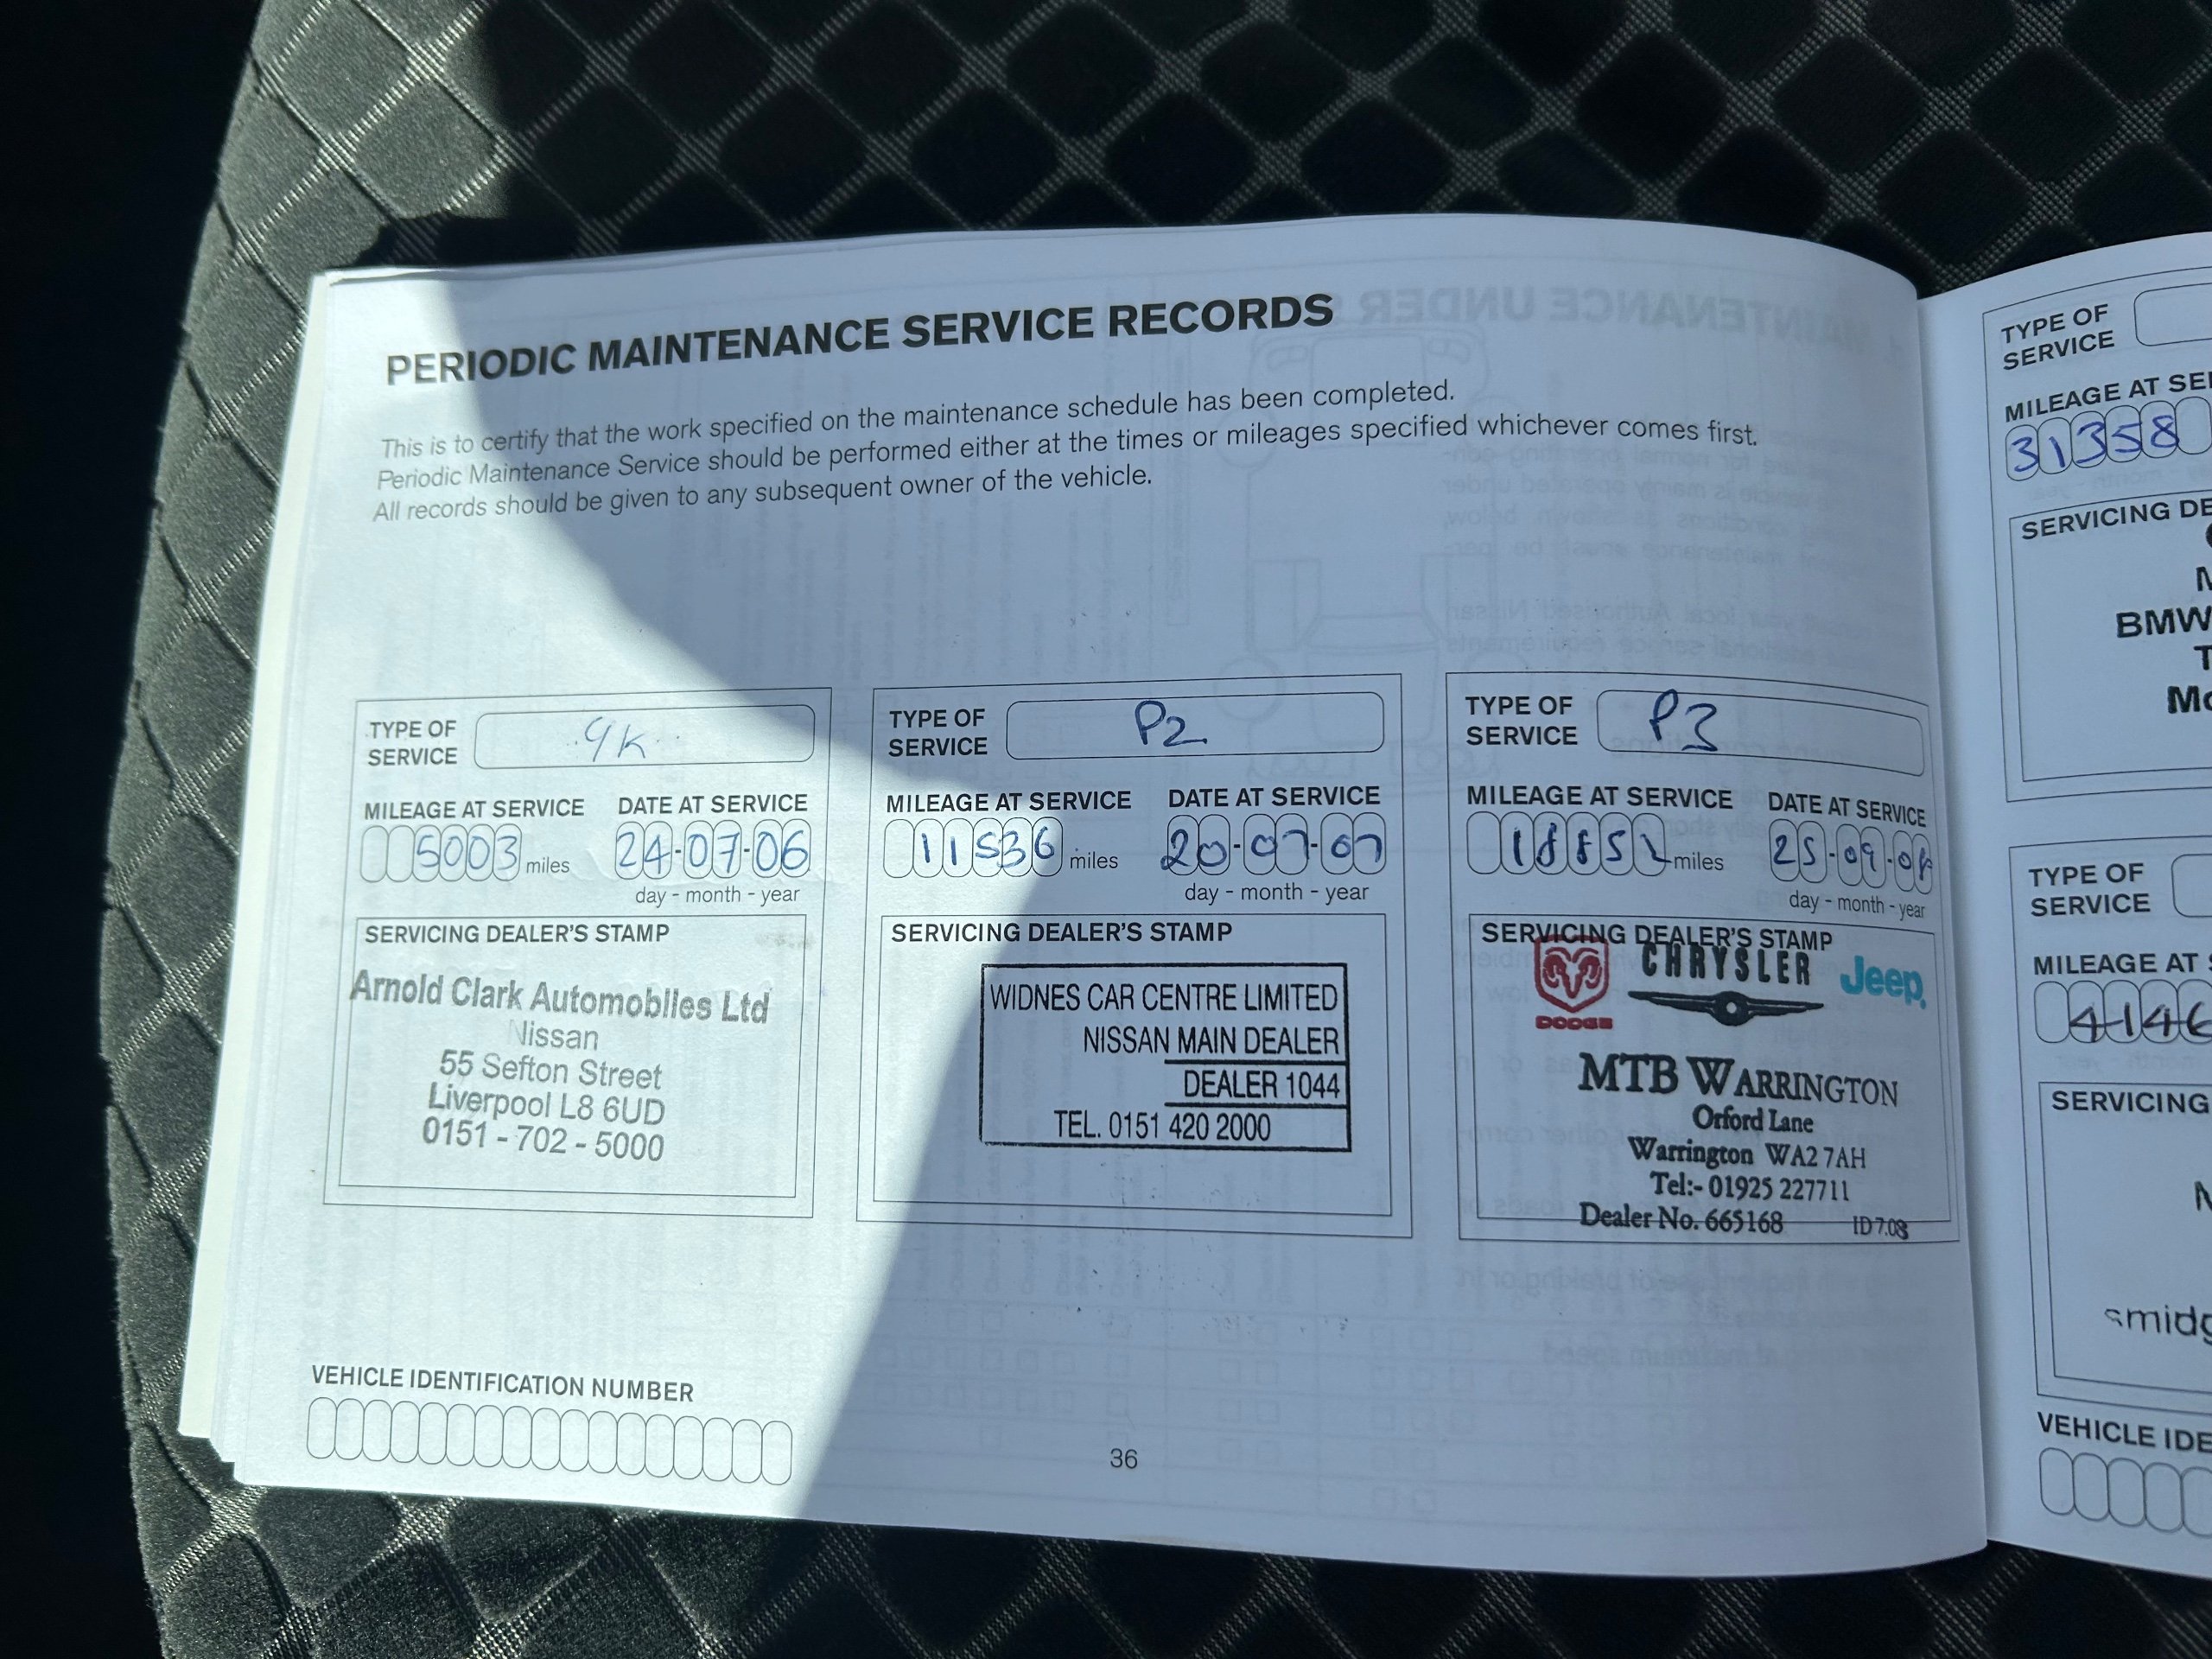 PERIODIC MAINTENANCE SERVICE RECORDS
This is to certify that the work specified on the maintenance schedule has been completed.
Periodic Maintenance Service should be performed either at the times or mileages specified whichever comes first.
All records should be given to any subsequent owner of the vehicle.
TYPE OF
SERVICE
9K
MILEAGE AT SERVICE
5003 miles
DATE AT SERVICE
24-07-06
day - month - year
SERVICING DEALER'S STAMP
Arnold Clark Automobiles Ltd
Nissan
55 Sefton Street
Liverpool L8 6UD
0151 - 702 - 5000
TYPE OF
SERVICE
P2
MILEAGE AT SERVICE
11536 miles
DATE AT SERVICE
20-07-07
day - month - year
SERVICING DEALER'S STAMP
WIDNES CAR CENTRE LIMITED
NISSAN MAIN DEALER
DEALER 1044
TEL. 0151 420 2000
TYPE OF
SERVICE
P3
MILEAGE AT SERVICE
miles
DATE AT SERVICE
25-09-08
day - month - year
SERVICING DEALER'S STAMP
DODGE
CHRYSLER
Jeep
MTB WARRINGTON
Orford Lane
Warrington WA2 7AH
Tel:- 01925 227711
Dealer No. 665168 ID7.08
VEHICLE IDENTIFICATION NUMBER
36
TYPE OF
SERVICE
MILEAGE AT SE
31358
SERVICING DE
BMW
TYPE OF
SERVICE
MILEAGE AT
SERVICING
VEHICLE IDE